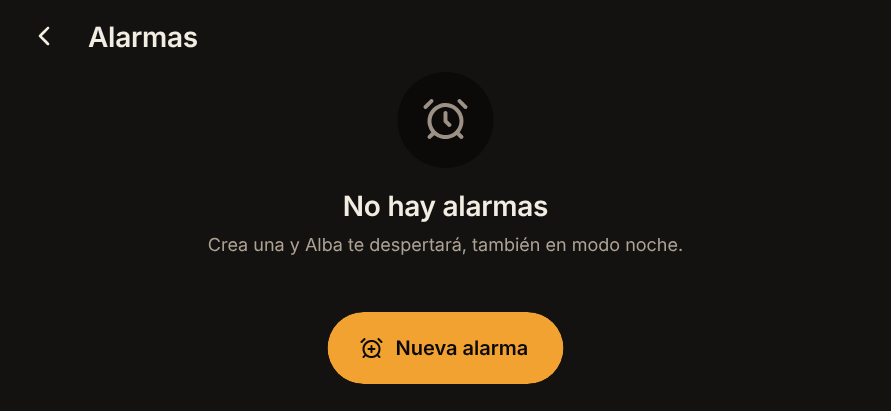 Alarmas
No hay alarmas
Crea una y Alba te despertará, también en modo noche.
Nueva alarma